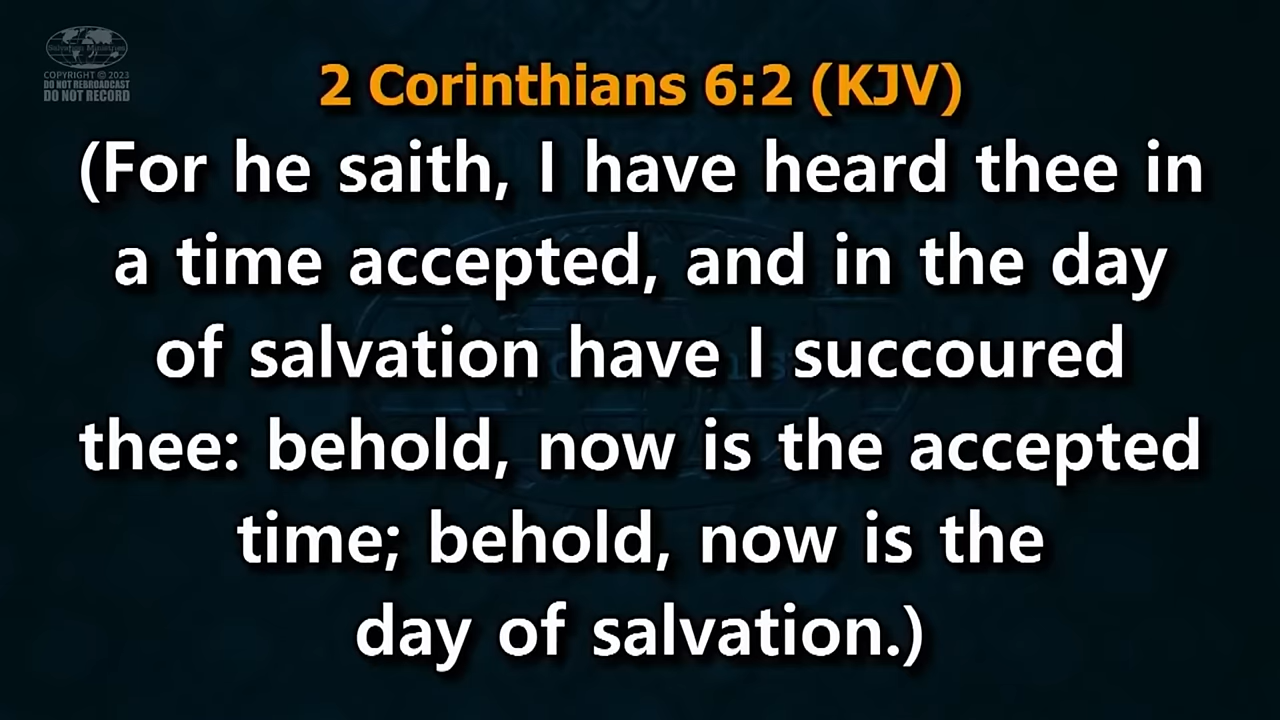 Salvation Ministries
COPYRIGHT © 2023
DO NOT REBROADCAST
DO NOT RECORD
2 Corinthians 6:2 (KJV)
(For he saith, I have heard thee in
a time accepted, and in the day
of salvation have I succoured
thee: behold, now is the accepted
time; behold, now is the
day of salvation.)